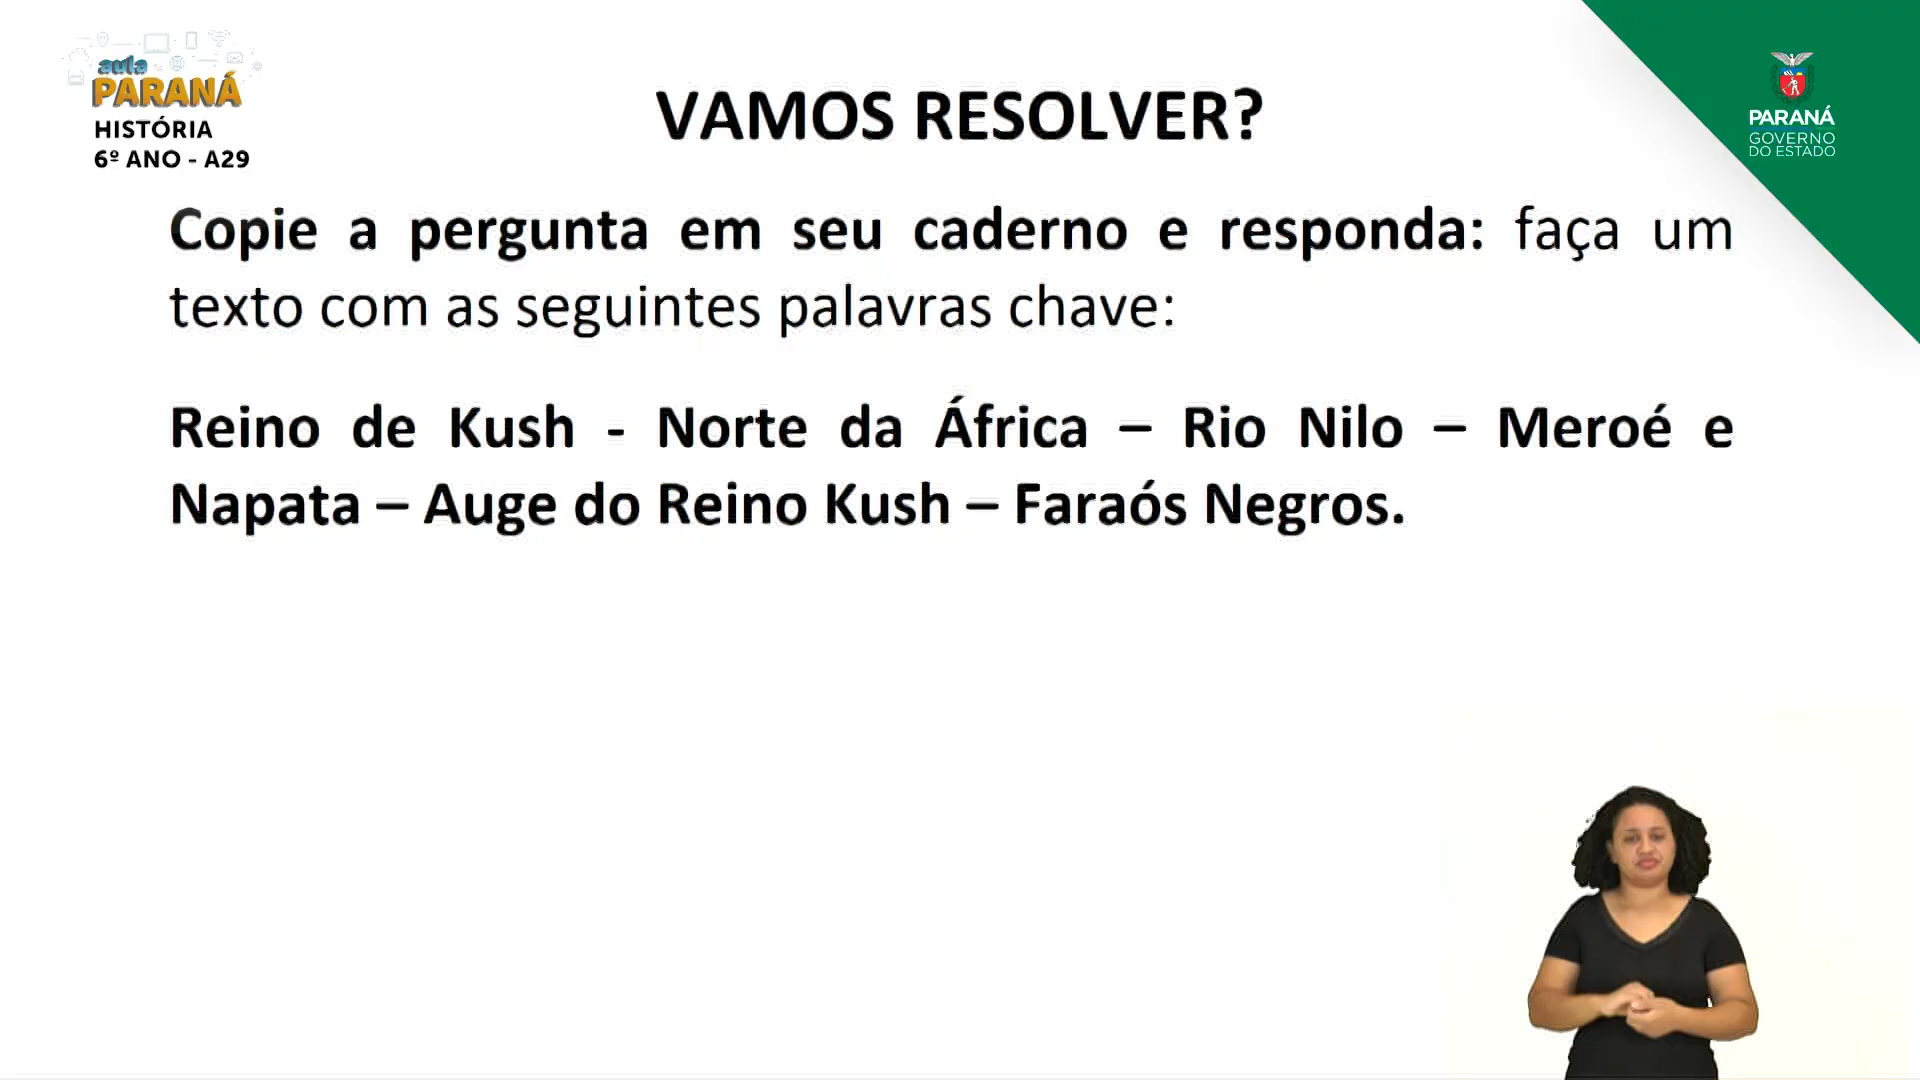 aula
PARANÁ
HISTÓRIA
6º ANO - A29
VAMOS RESOLVER?
PARANÁ
GOVERNO
DO ESTADO
Copie a pergunta em seu caderno e responda: faça um
texto com as seguintes palavras chave:
Reino de Kush - Norte da África – Rio Nilo – Meroé e
Napata – Auge do Reino Kush – Faraós Negros.